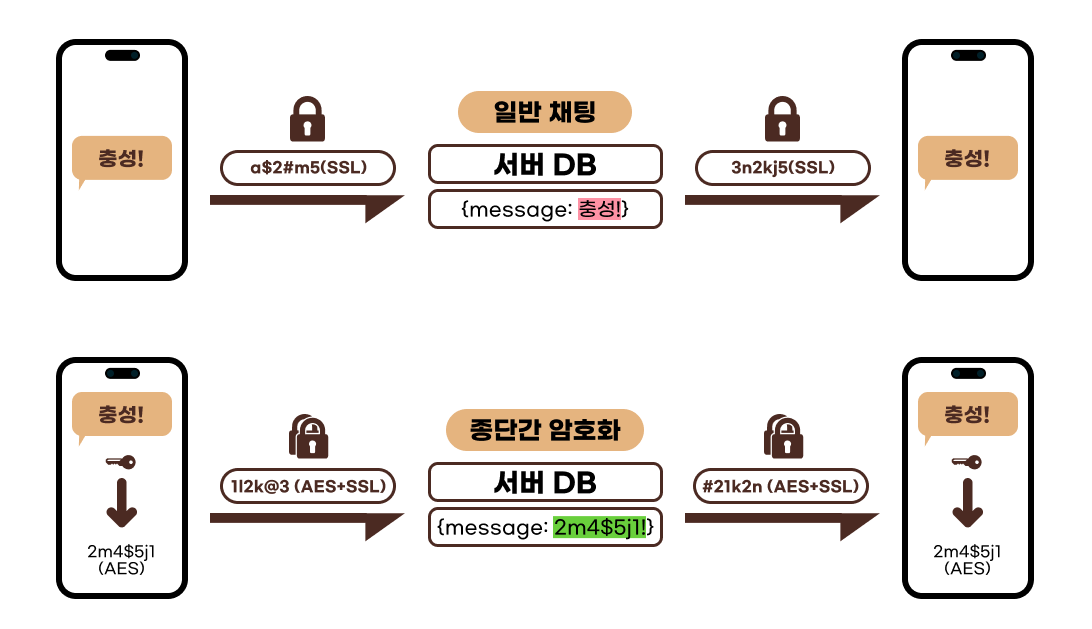 일반 채팅
충성!
a$2#m5(SSL)
서버 DB
{message: 충성!}
3n2kj5(SSL)
충성!
종단간 암호화
충성!
2m4$5j1
(AES)
1l2k@3 (AES+SSL)
서버 DB
{message: 2m4$5j1!}
#21k2n (AES+SSL)
충성!
2m4$5j1
(AES)